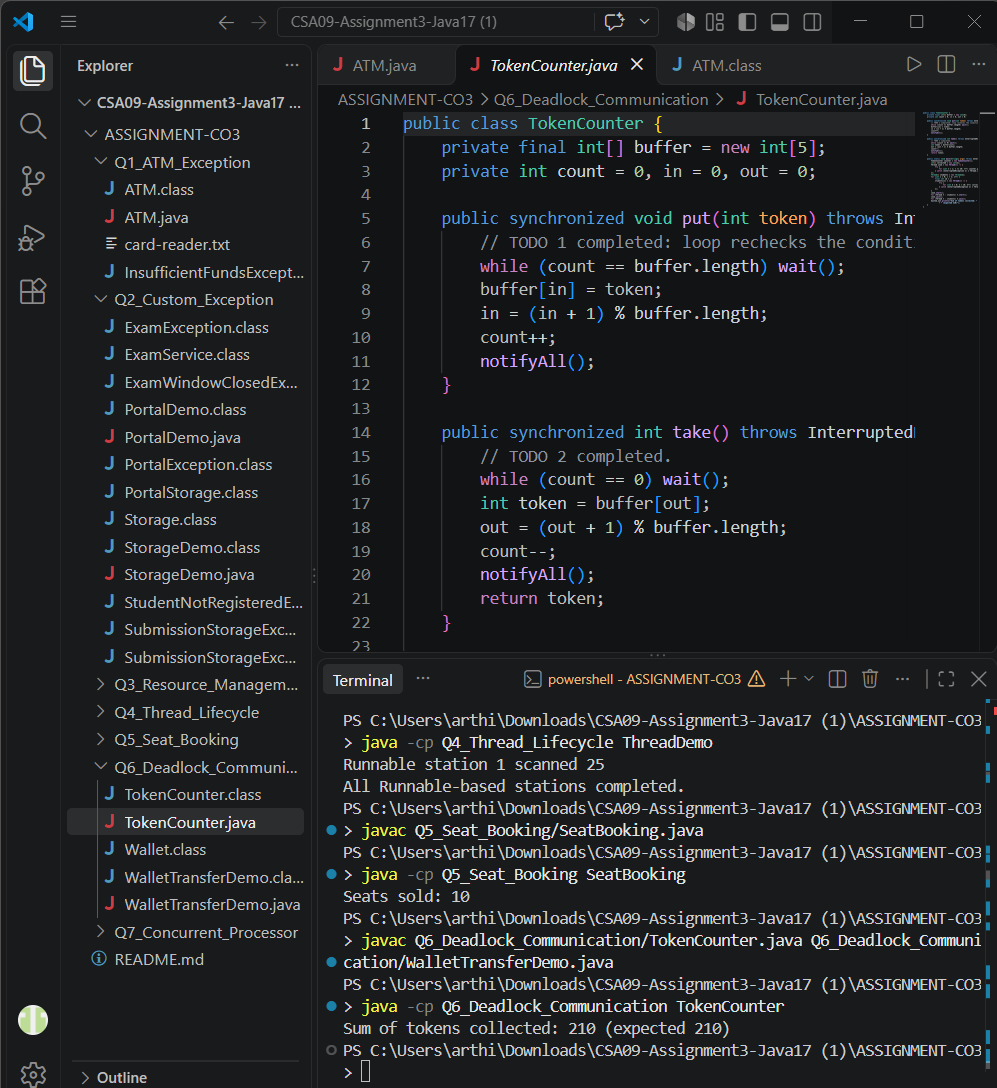 CSA09-Assignment3-Java17 (1)
Explorer
CSA09-Assignment3-Java17 ...
ASSIGNMENT-CO3
Q1_ATM_Exception
ATM.class
ATM.java
card-reader.txt
InsufficientFundsExcept...
Q2_Custom_Exception
ExamException.class
ExamService.class
ExamWindowClosedEx...
PortalDemo.class
PortalDemo.java
PortalException.class
PortalStorage.class
Storage.class
StorageDemo.class
StorageDemo.java
StudentNotRegisteredE...
SubmissionStorageExc...
SubmissionStorageExc...
Q3_Resource_Managem...
Q4_Thread_Lifecycle
Q5_Seat_Booking
Q6_Deadlock_Communi...
TokenCounter.class
TokenCounter.java
Wallet.class
WalletTransferDemo.cla...
WalletTransferDemo.java
Q7_Concurrent_Processor
README.md
Outline
ATM.java
TokenCounter.java
ATM.class
ASSIGNMENT-CO3 > Q6_Deadlock_Communication > TokenCounter.java
1 public class TokenCounter {
2 private final int[] buffer = new int[5];
3 private int count = 0, in = 0, out = 0;
4
5 public synchronized void put(int token) throws Int
6 // TODO 1 completed: loop rechecks the conditi
7 while (count == buffer.length) wait();
8 buffer[in] = token;
9 in = (in + 1) % buffer.length;
10 count++;
11 notifyAll();
12 }
13
14 public synchronized int take() throws Interrupted
15 // TODO 2 completed.
16 while (count == 0) wait();
17 int token = buffer[out];
18 out = (out + 1) % buffer.length;
19 count--;
20 notifyAll();
21 return token;
22 }
23
Terminal
powershell - ASSIGNMENT-CO3
PS C:\Users\arthi\Downloads\CSA09-Assignment3-Java17 (1)\ASSIGNMENT-CO3
> java -cp Q4_Thread_Lifecycle ThreadDemo
Runnable station 1 scanned 25
All Runnable-based stations completed.
PS C:\Users\arthi\Downloads\CSA09-Assignment3-Java17 (1)\ASSIGNMENT-CO3
> javac Q5_Seat_Booking/SeatBooking.java
PS C:\Users\arthi\Downloads\CSA09-Assignment3-Java17 (1)\ASSIGNMENT-CO3
> java -cp Q5_Seat_Booking SeatBooking
Seats sold: 10
PS C:\Users\arthi\Downloads\CSA09-Assignment3-Java17 (1)\ASSIGNMENT-CO3
> javac Q6_Deadlock_Communication/TokenCounter.java Q6_Deadlock_Communi
cation/WalletTransferDemo.java
PS C:\Users\arthi\Downloads\CSA09-Assignment3-Java17 (1)\ASSIGNMENT-CO3
> java -cp Q6_Deadlock_Communication TokenCounter
Sum of tokens collected: 210 (expected 210)
PS C:\Users\arthi\Downloads\CSA09-Assignment3-Java17 (1)\ASSIGNMENT-CO3
>